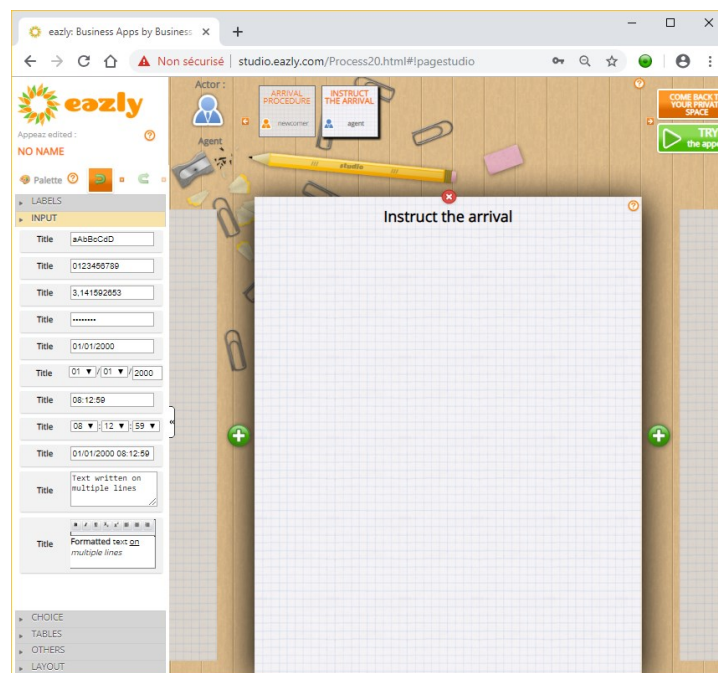 eazly: Business Apps by Business
Non sécurisé
studio.eazly.com/Process20.html#!pagestudio
eazly
Appeaz edited :
NO NAME
Palette
LABELS
INPUT
Title
aAbBcCdD
Title
0123456789
Title
3,141592653
Title
••••••••
Title
01/01/2000
Title
01 / 01 / 2000
Title
08:12:59
Title
08 : 12 : 59
Title
01/01/2000 08:12:59
Title
Text written on
multiple lines
Title
Formatted text on
multiple lines
CHOICE
TABLES
OTHERS
LAYOUT
Actor :
Agent
ARRIVAL
PROCEDURE
newcomer
INSTRUCT
THE ARRIVAL
agent
studio
COME BACK T
YOUR PRIVAT
SPACE
TRY
the appe
Instruct the arrival